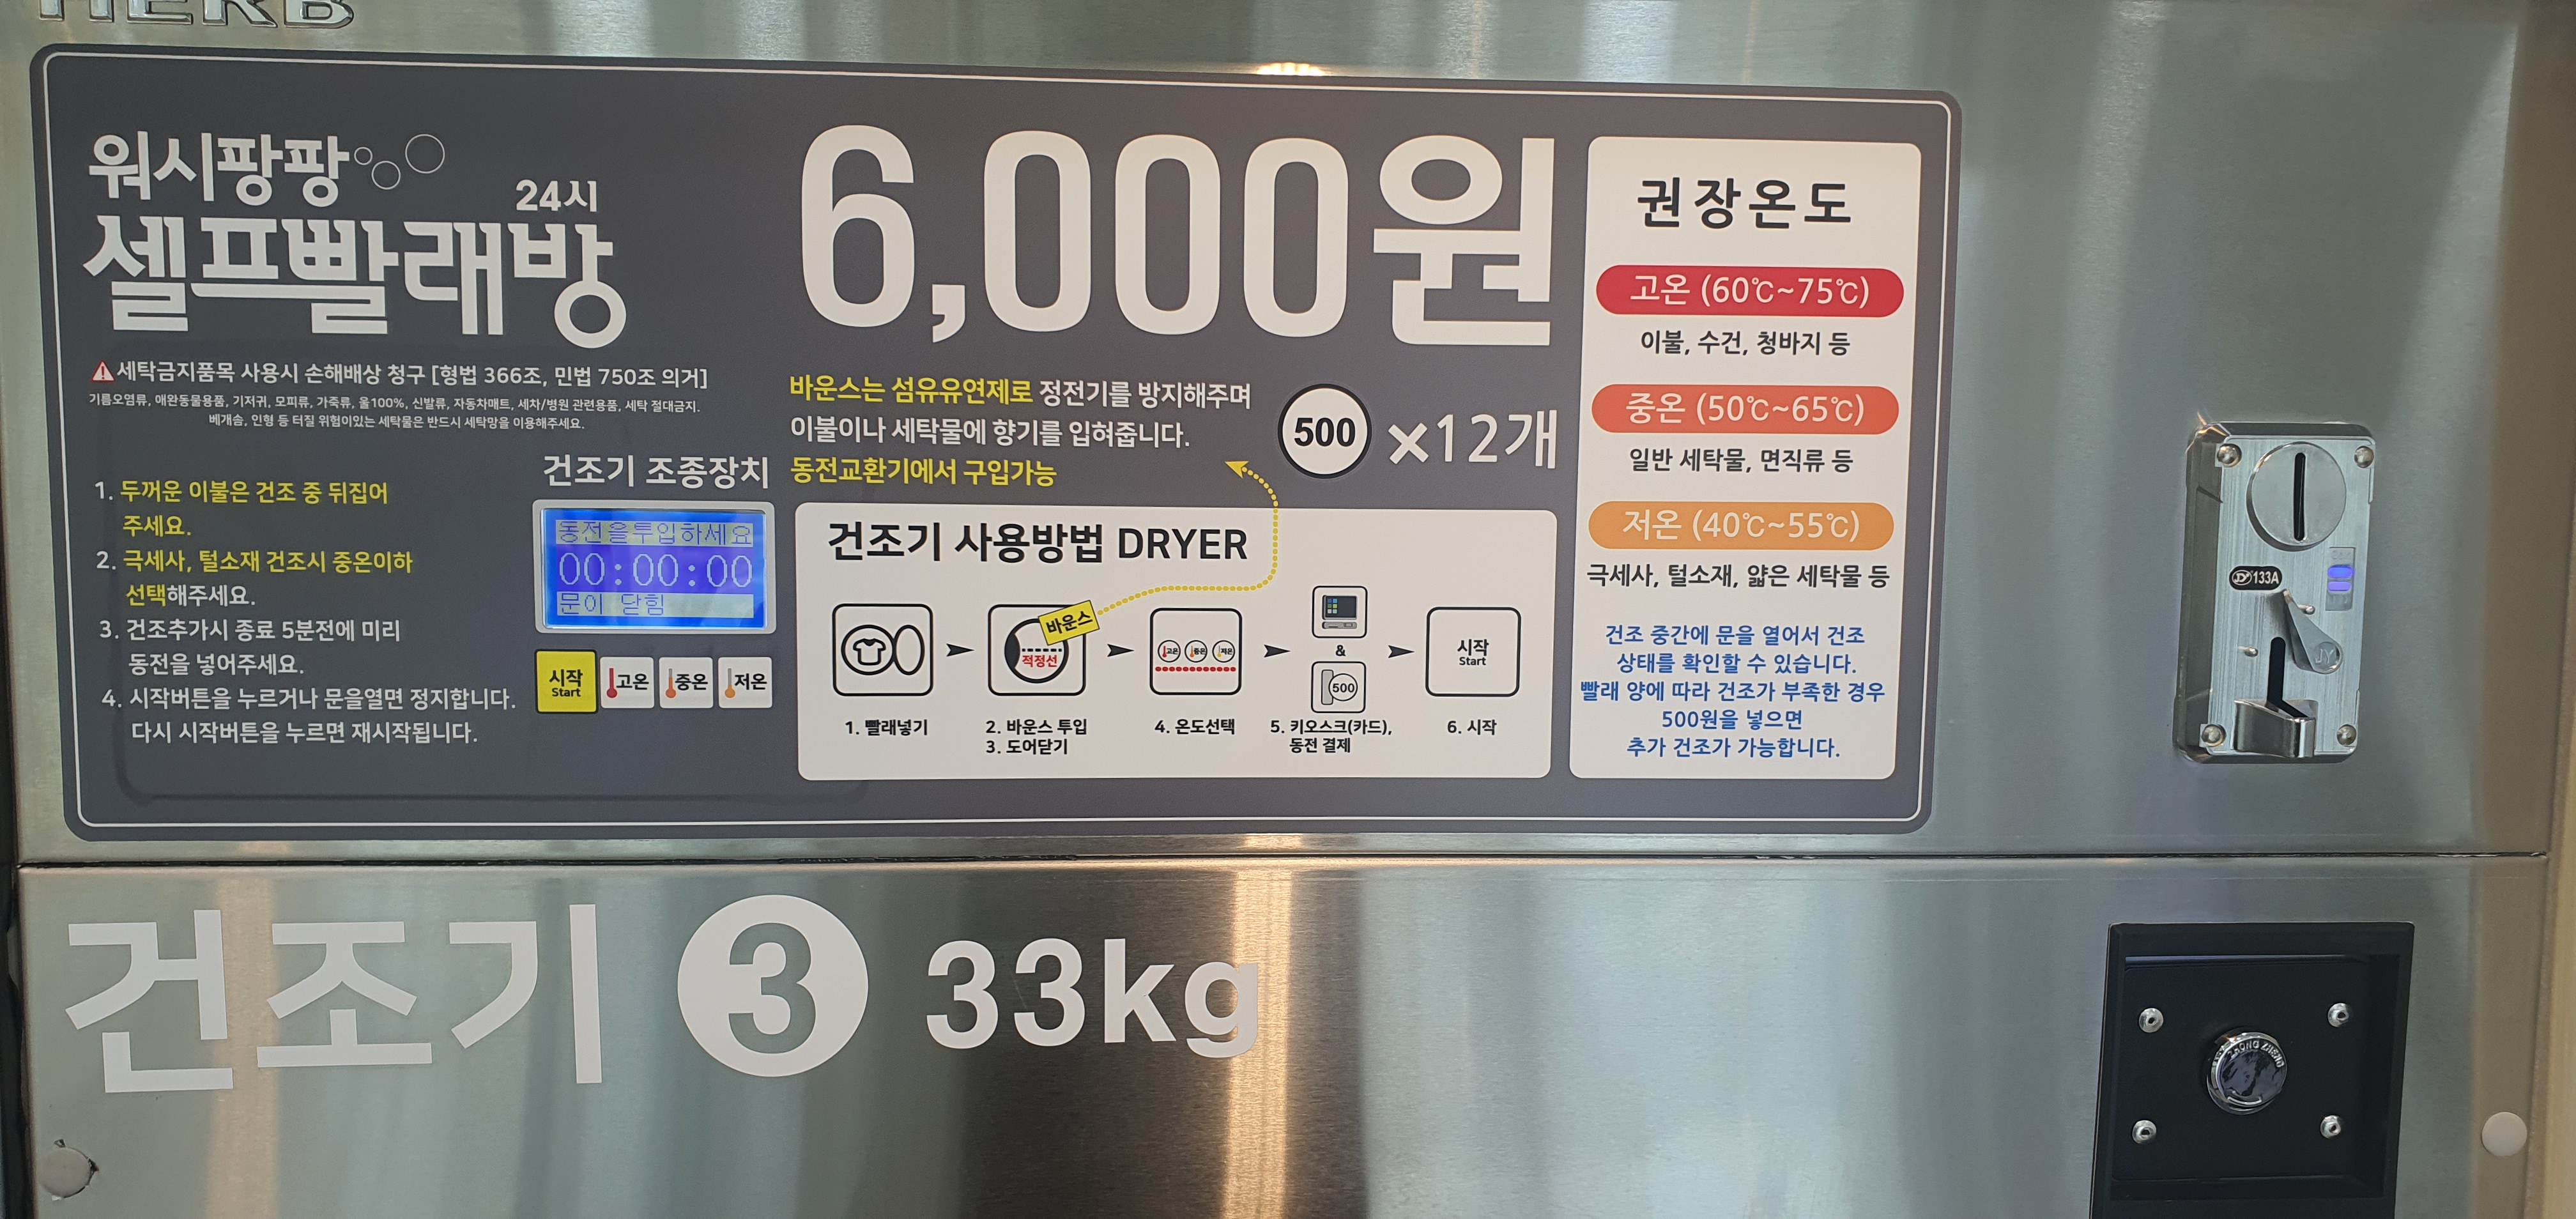 HERB
워시팡팡
24시
셀프빨래방
세탁금지품목 사용시 손해배상 청구 [형법 366조, 민법 750조 의거]
기름오염류, 애완동물용품, 기저귀, 모피류, 가죽류, 울100%, 신발류, 자동차매트, 세차/병원 관련용품, 세탁 절대금지.
베개솜, 인형 등 터질 위험이있는 세탁물은 반드시 세탁망을 이용해주세요.
1. 두꺼운 이불은 건조 중 뒤집어
주세요.
2. 극세사, 털소재 건조시 중온이하
선택해주세요.
3. 건조추가시 종료 5분전에 미리
동전을 넣어주세요.
4. 시작버튼을 누르거나 문을열면 정지합니다.
다시 시작버튼을 누르면 재시작됩니다.
건조기 조종장치
동전을투입하세요
00:00:00
문이 닫힘
시작
Start
고온
중온
저온
6,000원
바운스는 섬유유연제로 정전기를 방지해주며
이불이나 세탁물에 향기를 입혀줍니다.
동전교환기에서 구입가능
500 ×12개
건조기 사용방법 DRYER
바운스
적정선
고온 중온 저온
&
500
시작
Start
1. 빨래넣기
2. 바운스 투입
3. 도어닫기
4. 온도선택
5. 키오스크(카드),
동전 결제
6. 시작
권장온도
고온 (60℃~75℃)
이불, 수건, 청바지 등
중온 (50℃~65℃)
일반 세탁물, 면직류 등
저온 (40℃~55℃)
극세사, 털소재, 얇은 세탁물 등
건조 중간에 문을 열어서 건조
상태를 확인할 수 있습니다.
빨래 양에 따라 건조가 부족한 경우
500원을 넣으면
추가 건조가 가능합니다.
JY 133A
JY
건조기 3 33kg
ZHONG ZHENG